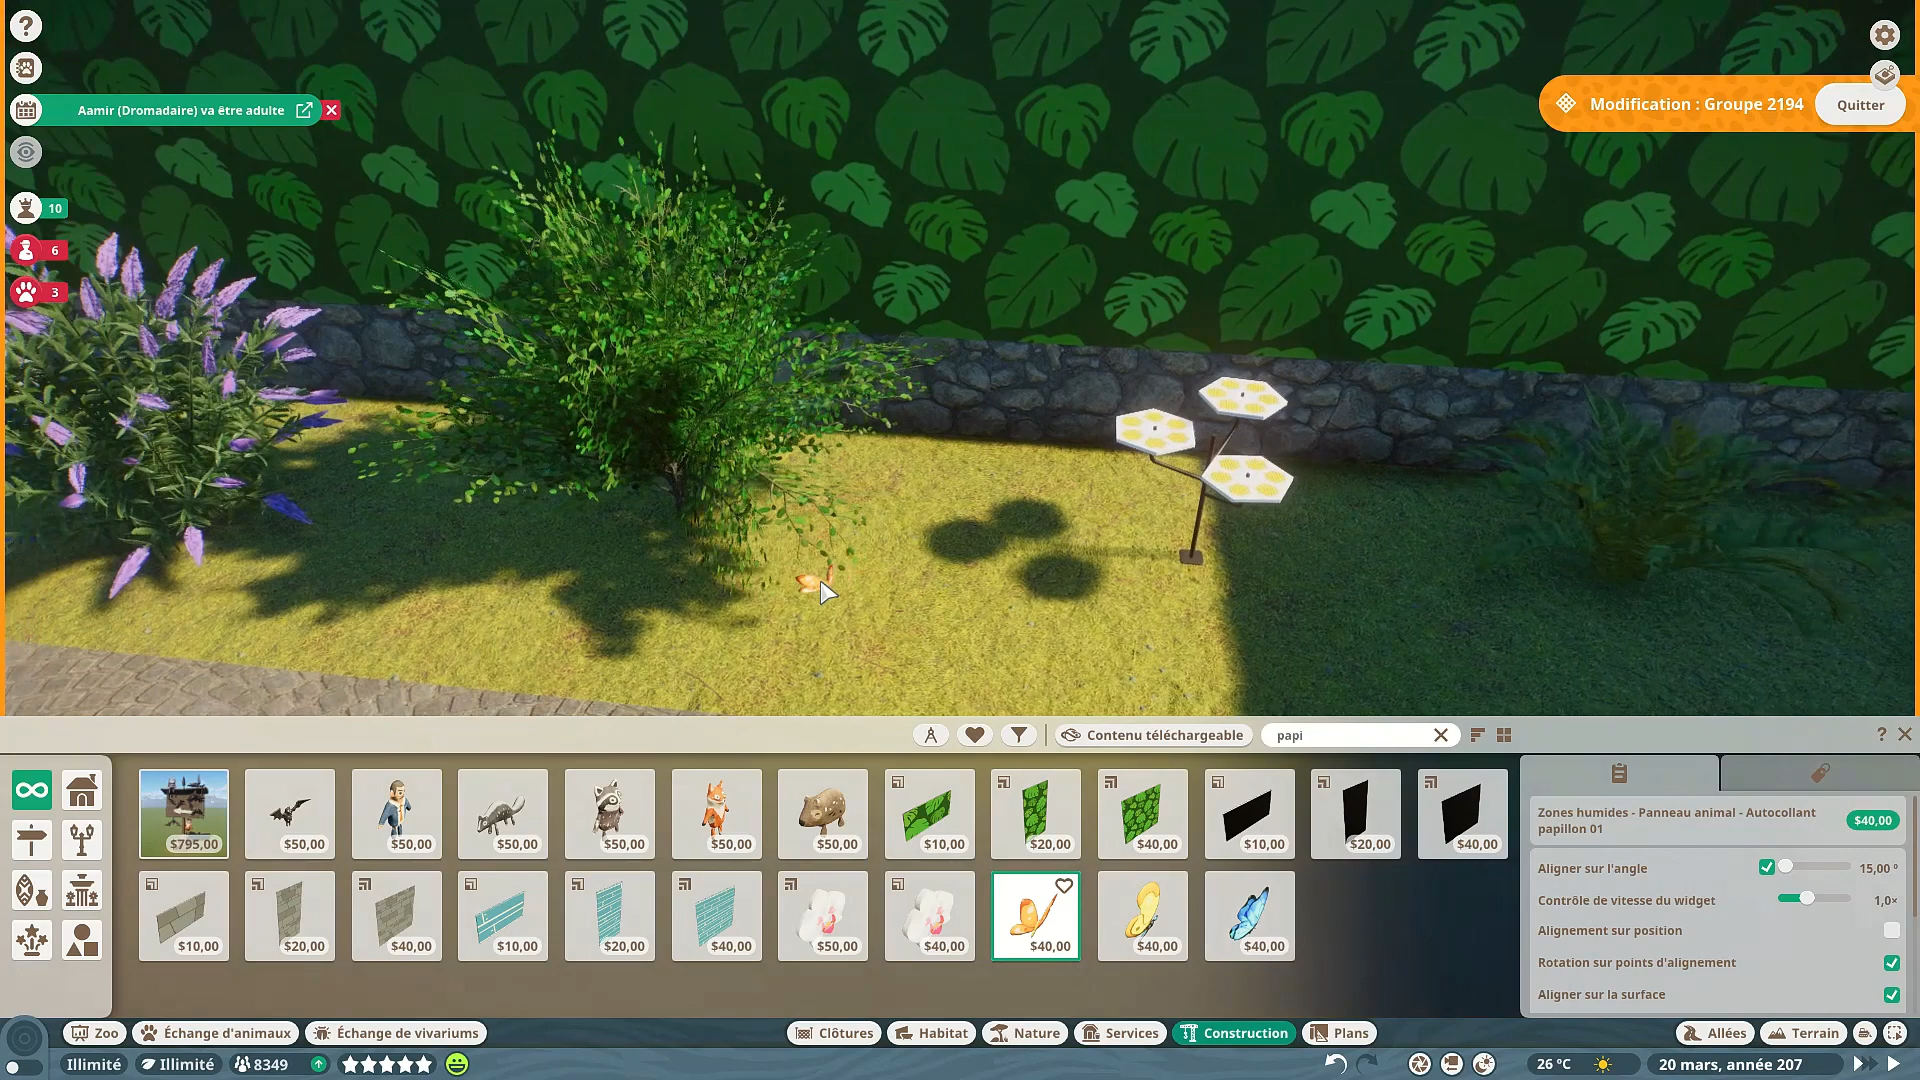 ?
Aamir (Dromadaire) va être adulte
Modification : Groupe 2194
Quitter
10
6
3
Contenu téléchargeable
papi
?
$795,00
$50,00
$50,00
$50,00
$50,00
$50,00
$50,00
$10,00
$20,00
$40,00
$10,00
$20,00
$40,00
$10,00
$20,00
$40,00
$10,00
$20,00
$40,00
$50,00
$40,00
$40,00
$40,00
$40,00
Zones humides - Panneau animal - Autocollant
papillon 01
$40,00
Aligner sur l'angle
15,00 °
Contrôle de vitesse du widget
1,0×
Alignement sur position
Rotation sur points d'alignement
Aligner sur la surface
Zoo
Échange d'animaux
Échange de vivariums
Clôtures
Habitat
Nature
Services
Construction
Plans
Allées
Terrain
Illimité
Illimité
8349
26 °C
20 mars, année 207